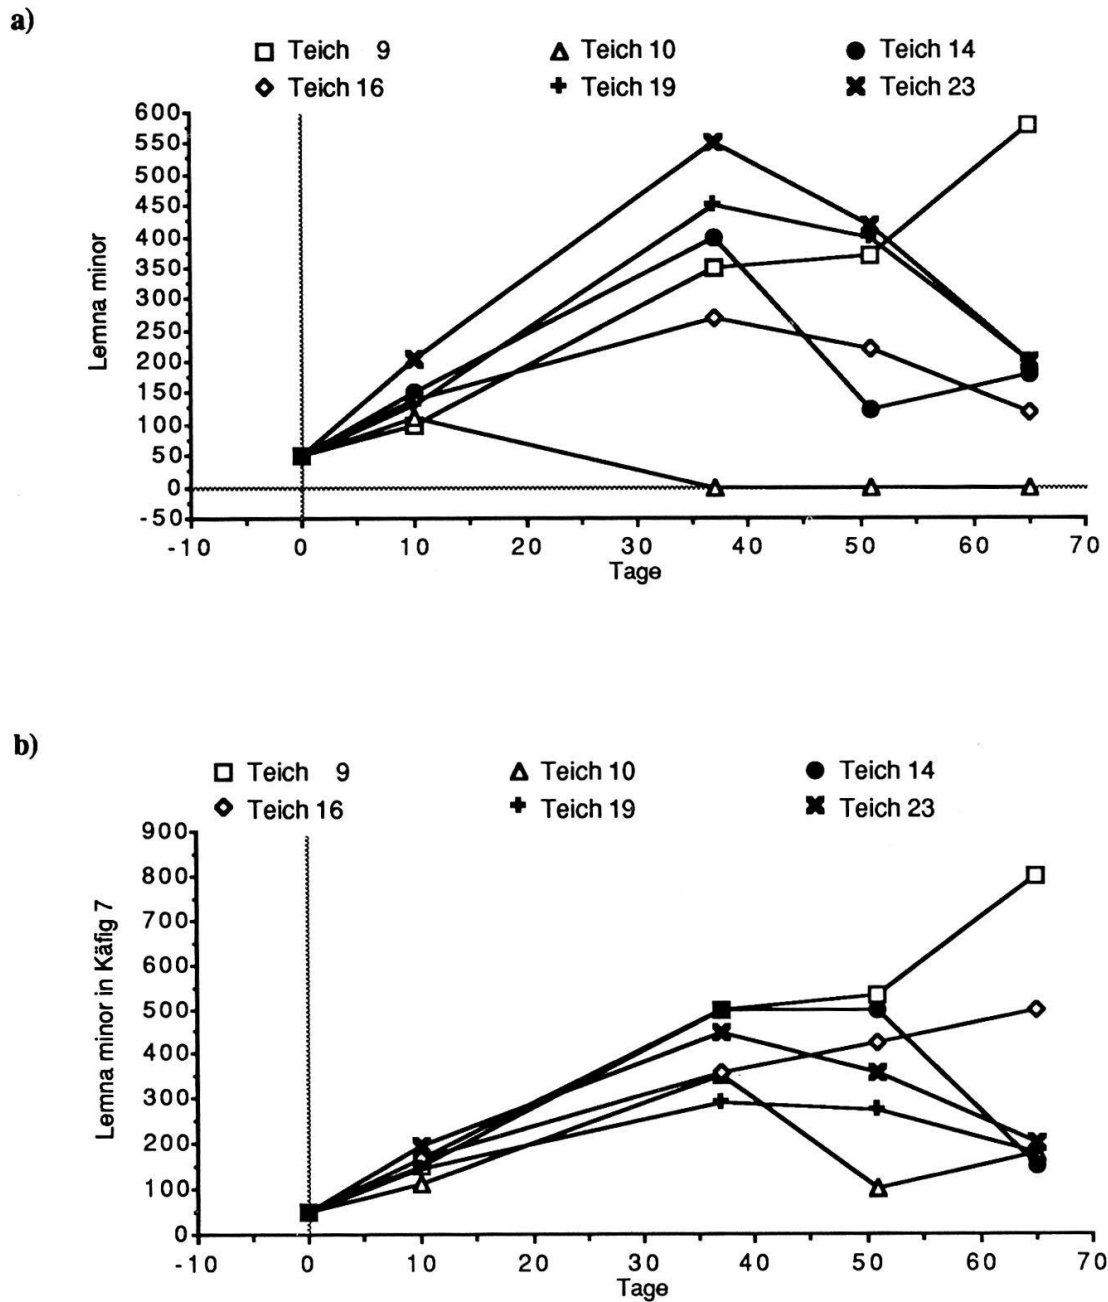 a)
Teich 9 Teich 10 Teich 14
Teich 16 Teich 19 Teich 23
Lemna minor
600
550
500
450
400
350
300
250
200
150
100
50
0
-50
-10 0 10 20 30 40 50 60 70
Tage
b)
Teich 9 Teich 10 Teich 14
Teich 16 Teich 19 Teich 23
Lemna minor in Käfig 7
900
800
700
600
500
400
300
200
100
0
-10 0 10 20 30 40 50 60 70
Tage